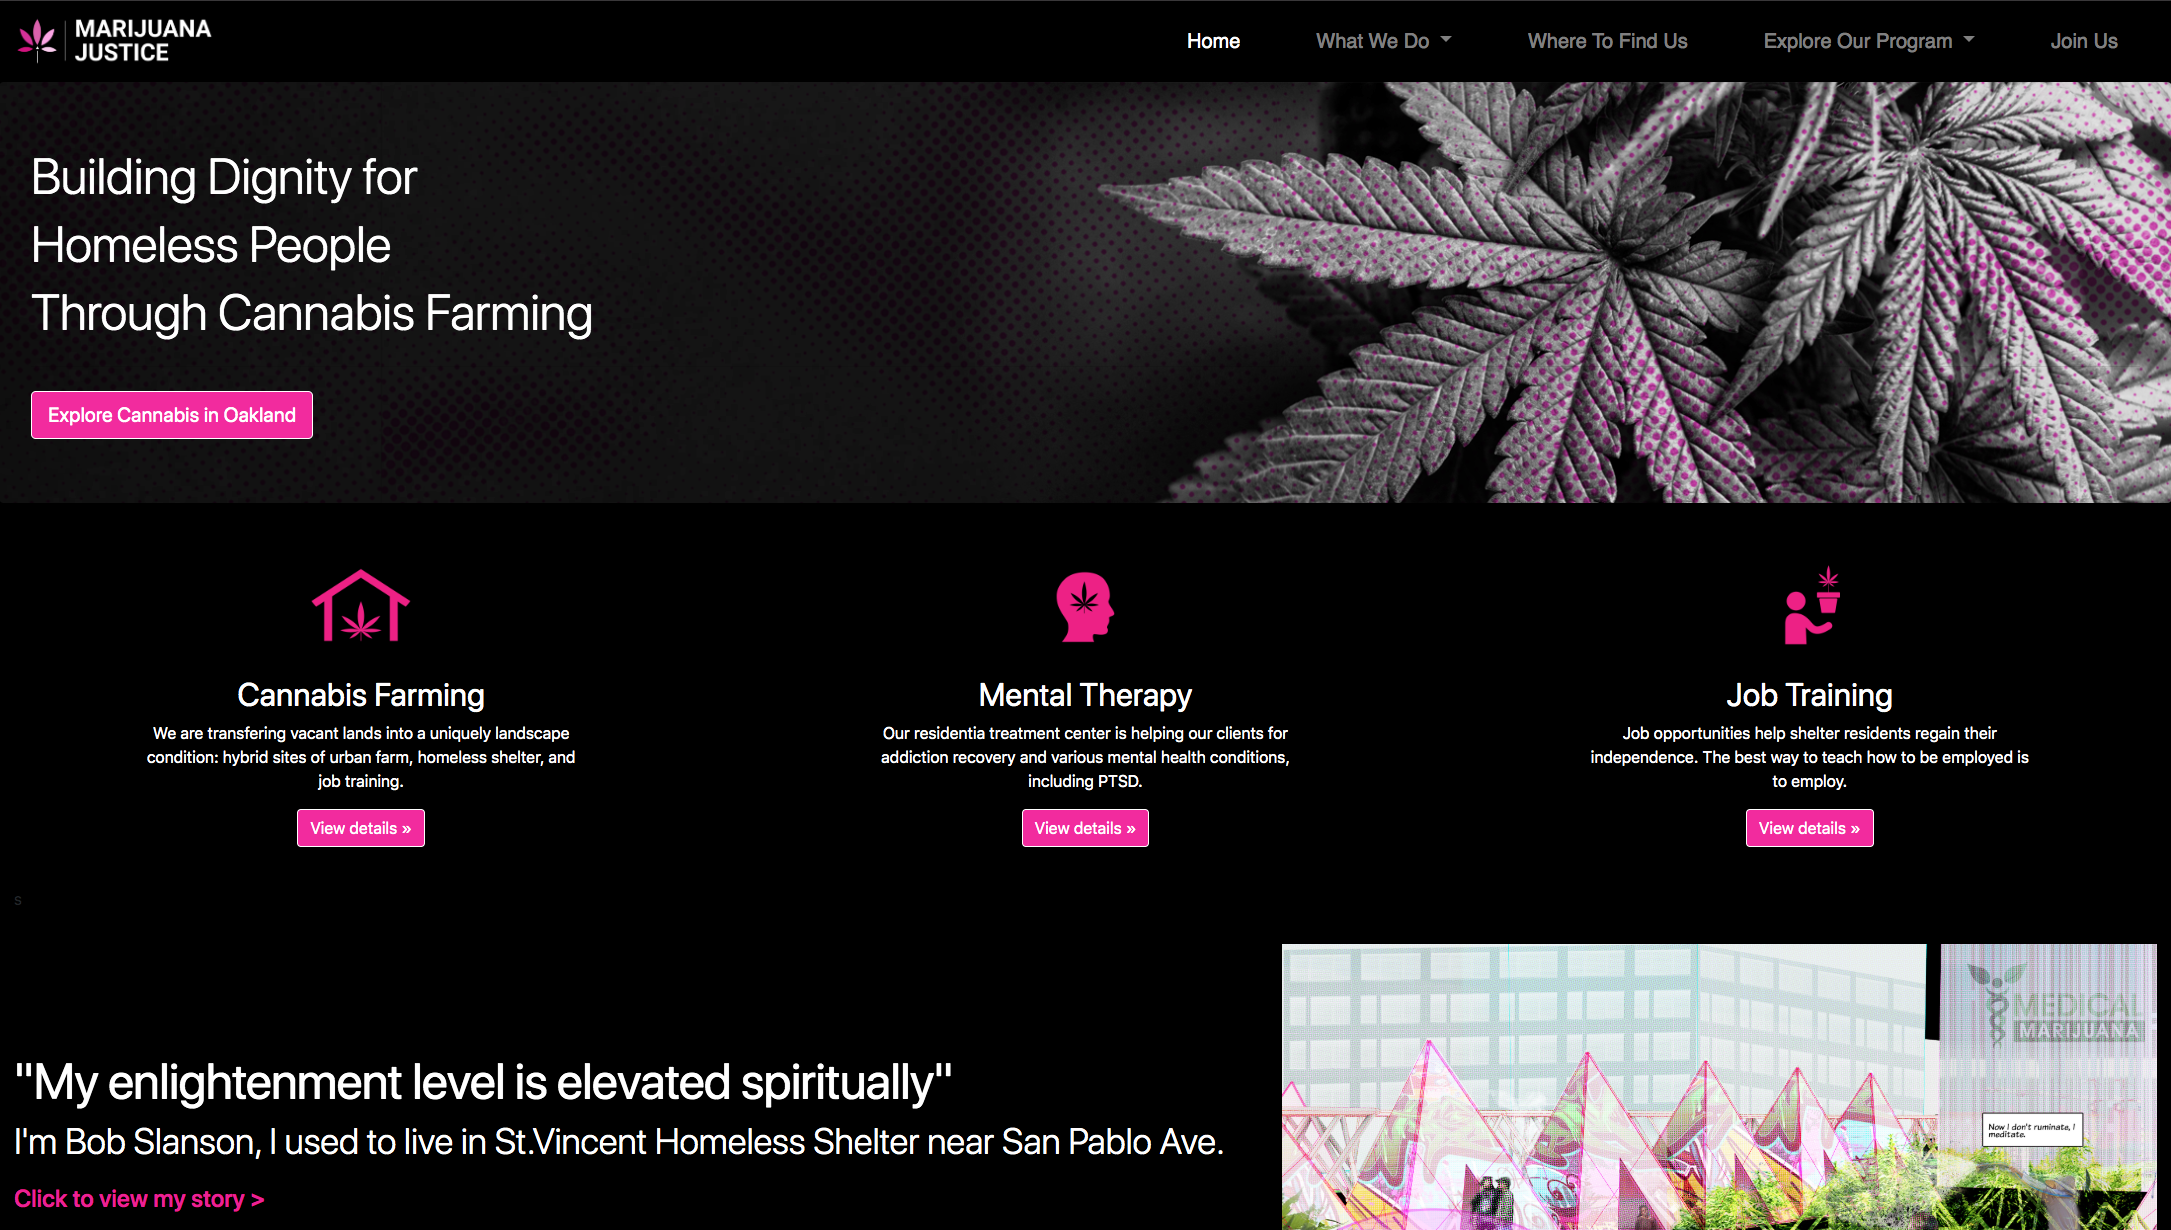 MARIJUANA
JUSTICE
Home
What We Do
Where To Find Us
Explore Our Program
Join Us
Building Dignity for
Homeless People
Through Cannabis Farming
Explore Cannabis in Oakland
Cannabis Farming
We are transfering vacant lands into a uniquely landscape
condition: hybrid sites of urban farm, homeless shelter, and
job training.
View details »
Mental Therapy
Our residentia treatment center is helping our clients for
addiction recovery and various mental health conditions,
including PTSD.
View details »
Job Training
Job opportunities help shelter residents regain their
independence. The best way to teach how to be employed is
to employ.
View details »
s
"My enlightenment level is elevated spiritually"
I'm Bob Slanson, I used to live in St.Vincent Homeless Shelter near San Pablo Ave.
Click to view my story >
MEDICAL
MARIJUANA
Now I don't ruminate, I
meditate.